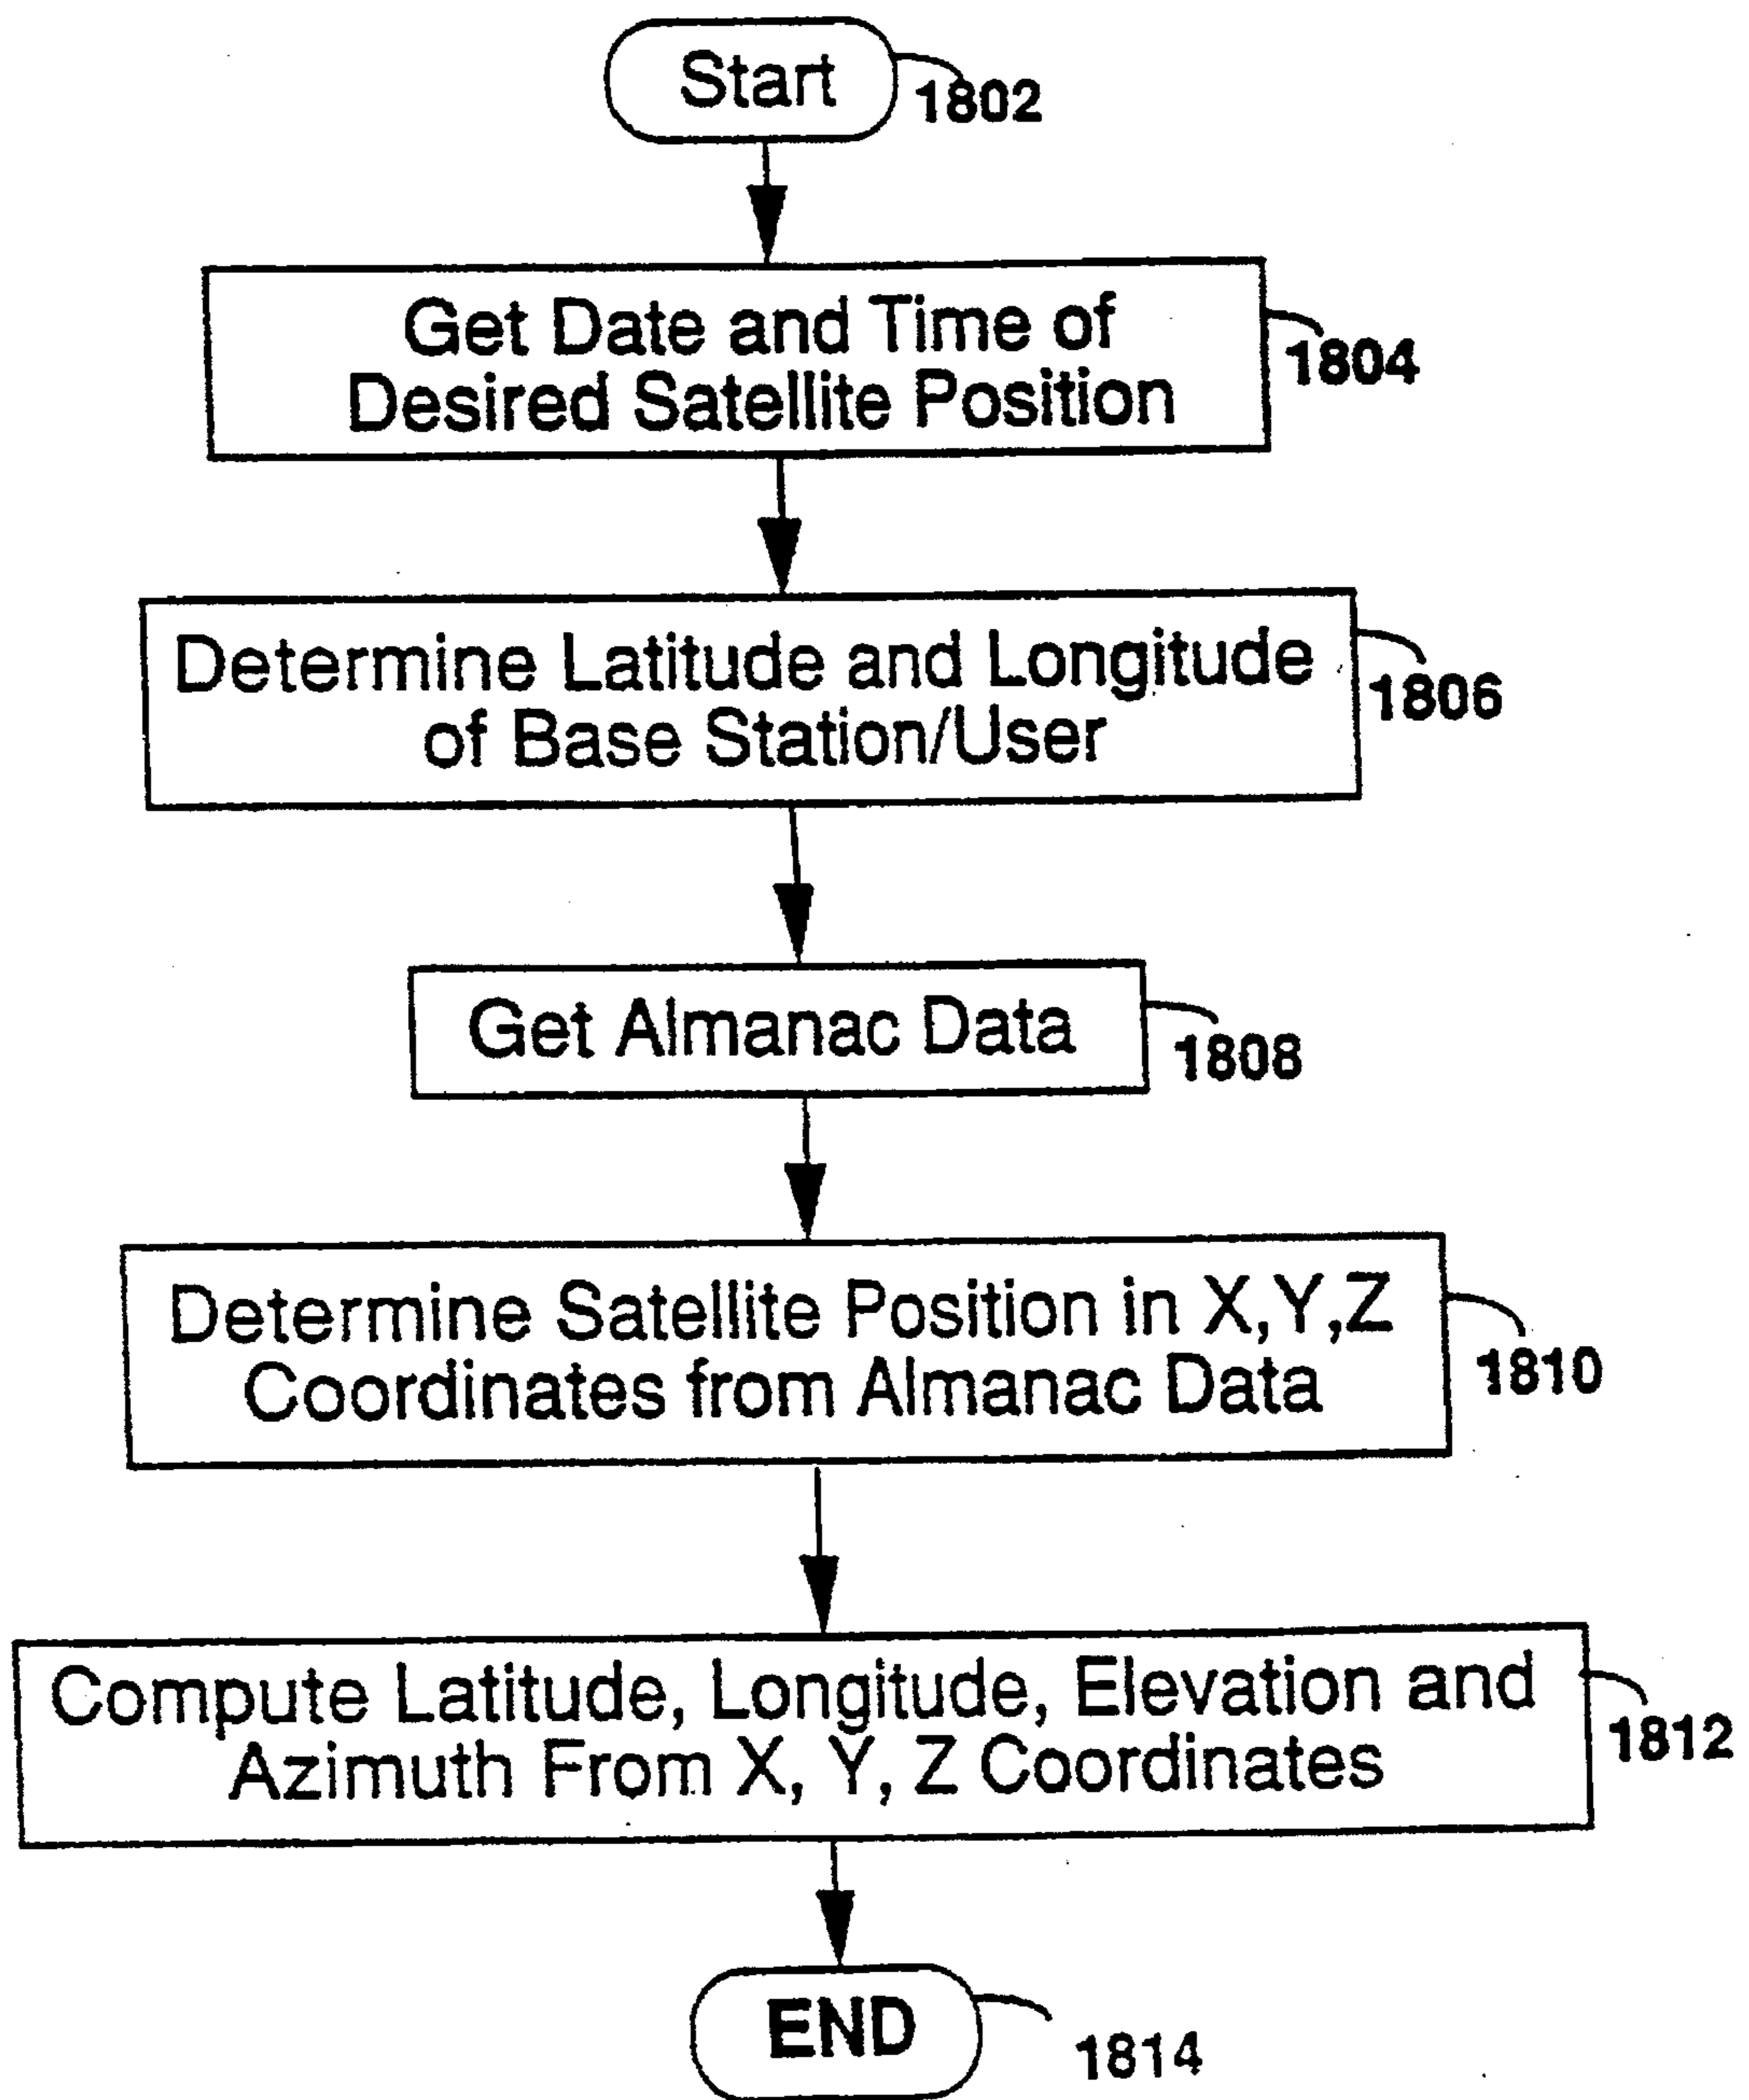 Start
1802
Get Date and Time of
Desired Satellite Position
1804
Determine Latitude and Longitude
of Base Station/User
1806
Get Almanac Data
1808
Determine Satellite Position in X,Y,Z
Coordinates from Almanac Data
1810
Compute Latitude, Longitude, Elevation and
Azimuth From X, Y, Z Coordinates
1812
END
1814